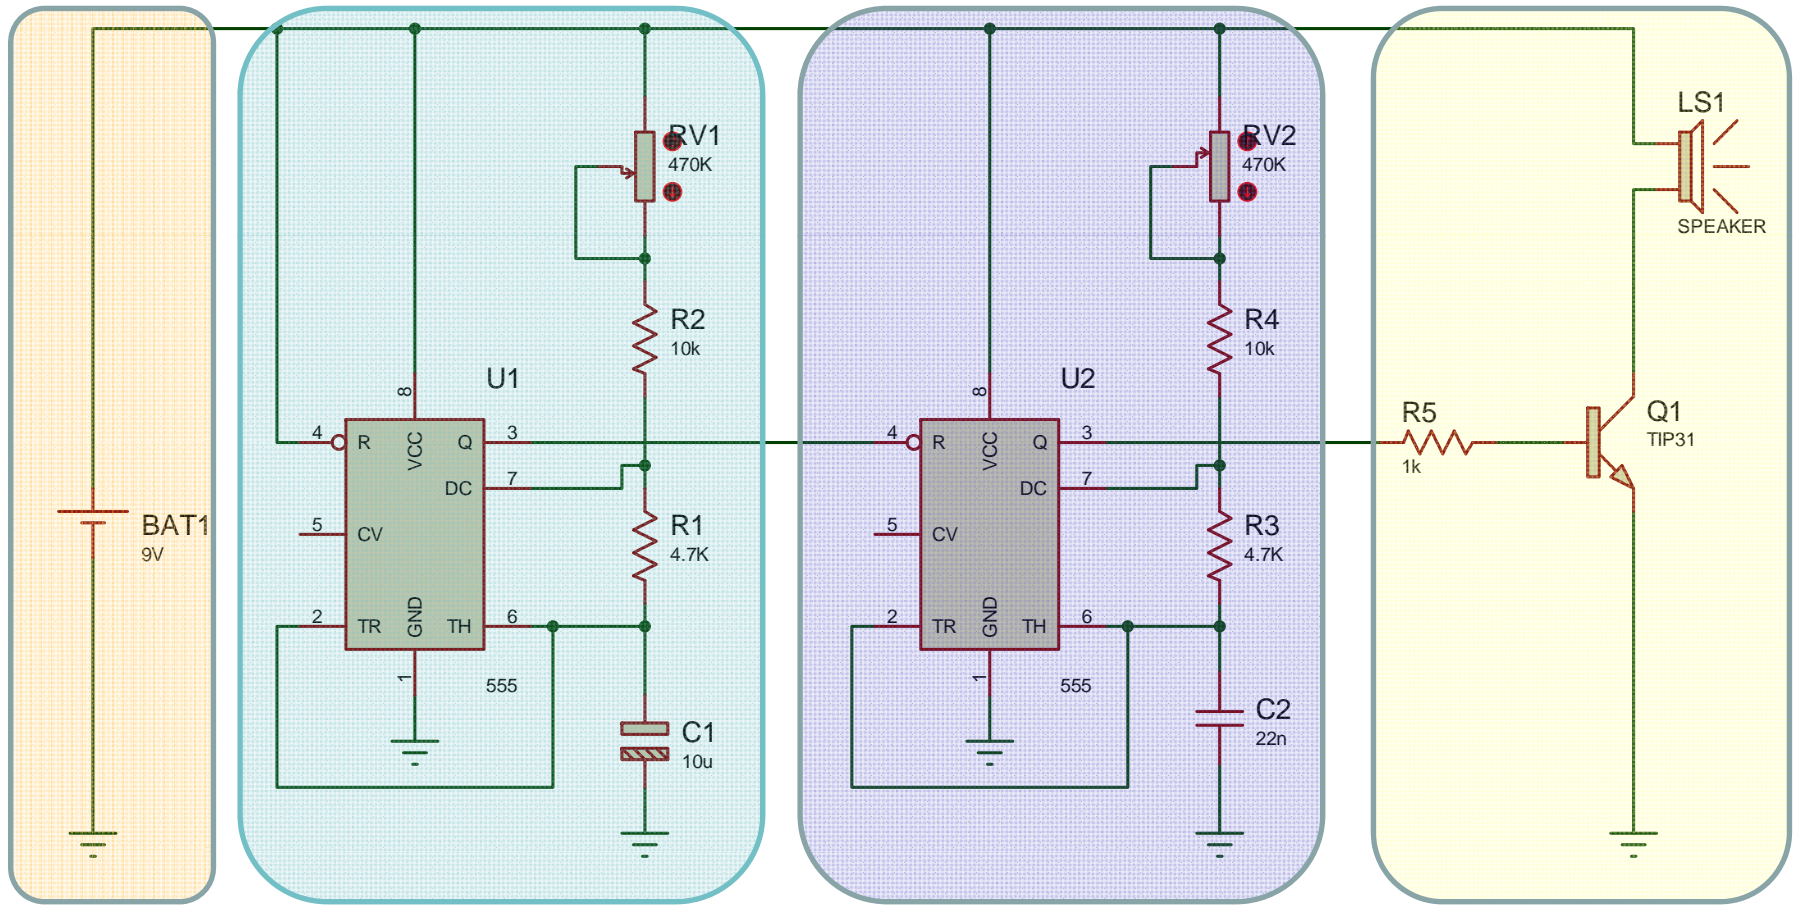 BAT1
9V
RV1
470K
R2
10k
U1
8
4
R
VCC
Q
3
DC
7
5
CV
R1
4.7K
2
TR
GND
TH
6
1
555
C1
10u
RV2
470K
R4
10k
U2
8
4
R
VCC
Q
3
DC
7
5
CV
R3
4.7K
2
TR
GND
TH
6
1
555
C2
22n
LS1
SPEAKER
R5
1k
Q1
TIP31